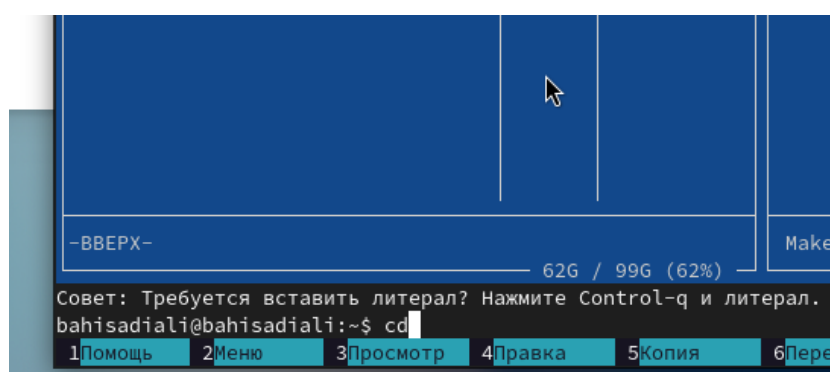 -ВВЕРХ-
Make
62G / 99G (62%)
Совет: Требуется вставить литерал? Нажмите Control-q и литерал.
bahisadiali@bahisadiali:~$ cd
1Помощь 2Меню 3Просмотр 4Правка 5Копия 6Пере